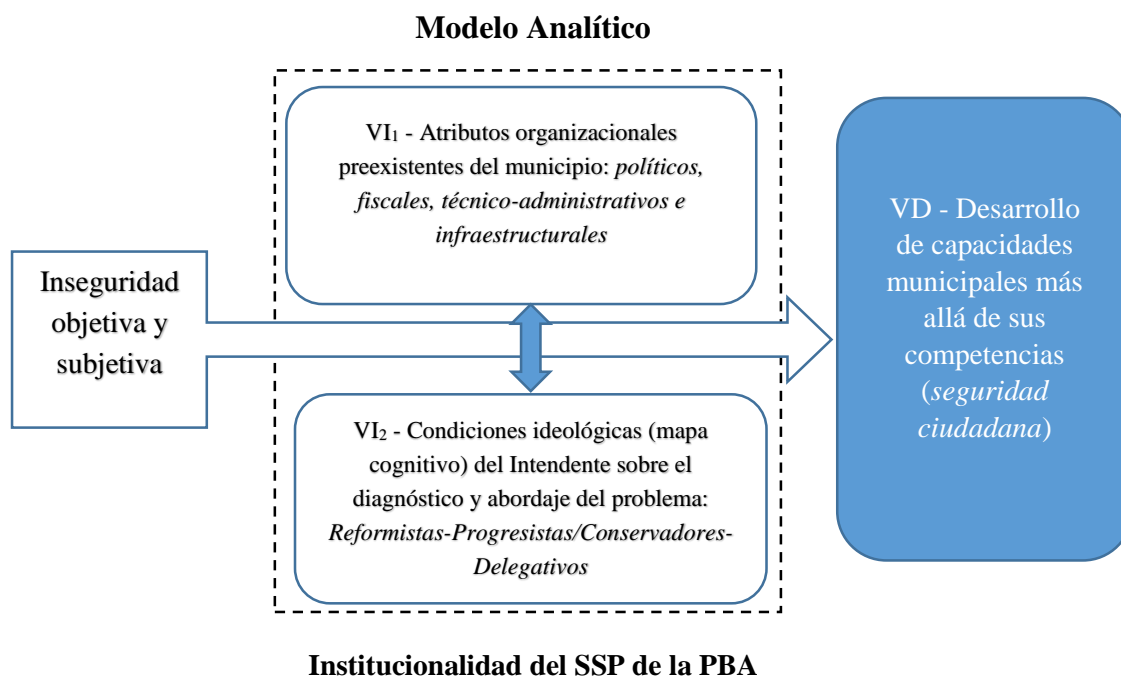 Modelo Analítico
VI1 - Atributos organizacionales
preexistentes del municipio: políticos,
fiscales, técnico-administrativos e
infraestructurales
Inseguridad
objetiva y
subjetiva
VI2 - Condiciones ideológicas (mapa
cognitivo) del Intendente sobre el
diagnóstico y abordaje del problema:
Reformistas-Progresistas/Conservadores-
Delegativos
VD - Desarrollo
de capacidades
municipales más
allá de sus
competencias
(seguridad
ciudadana)
Institucionalidad del SSP de la PBA